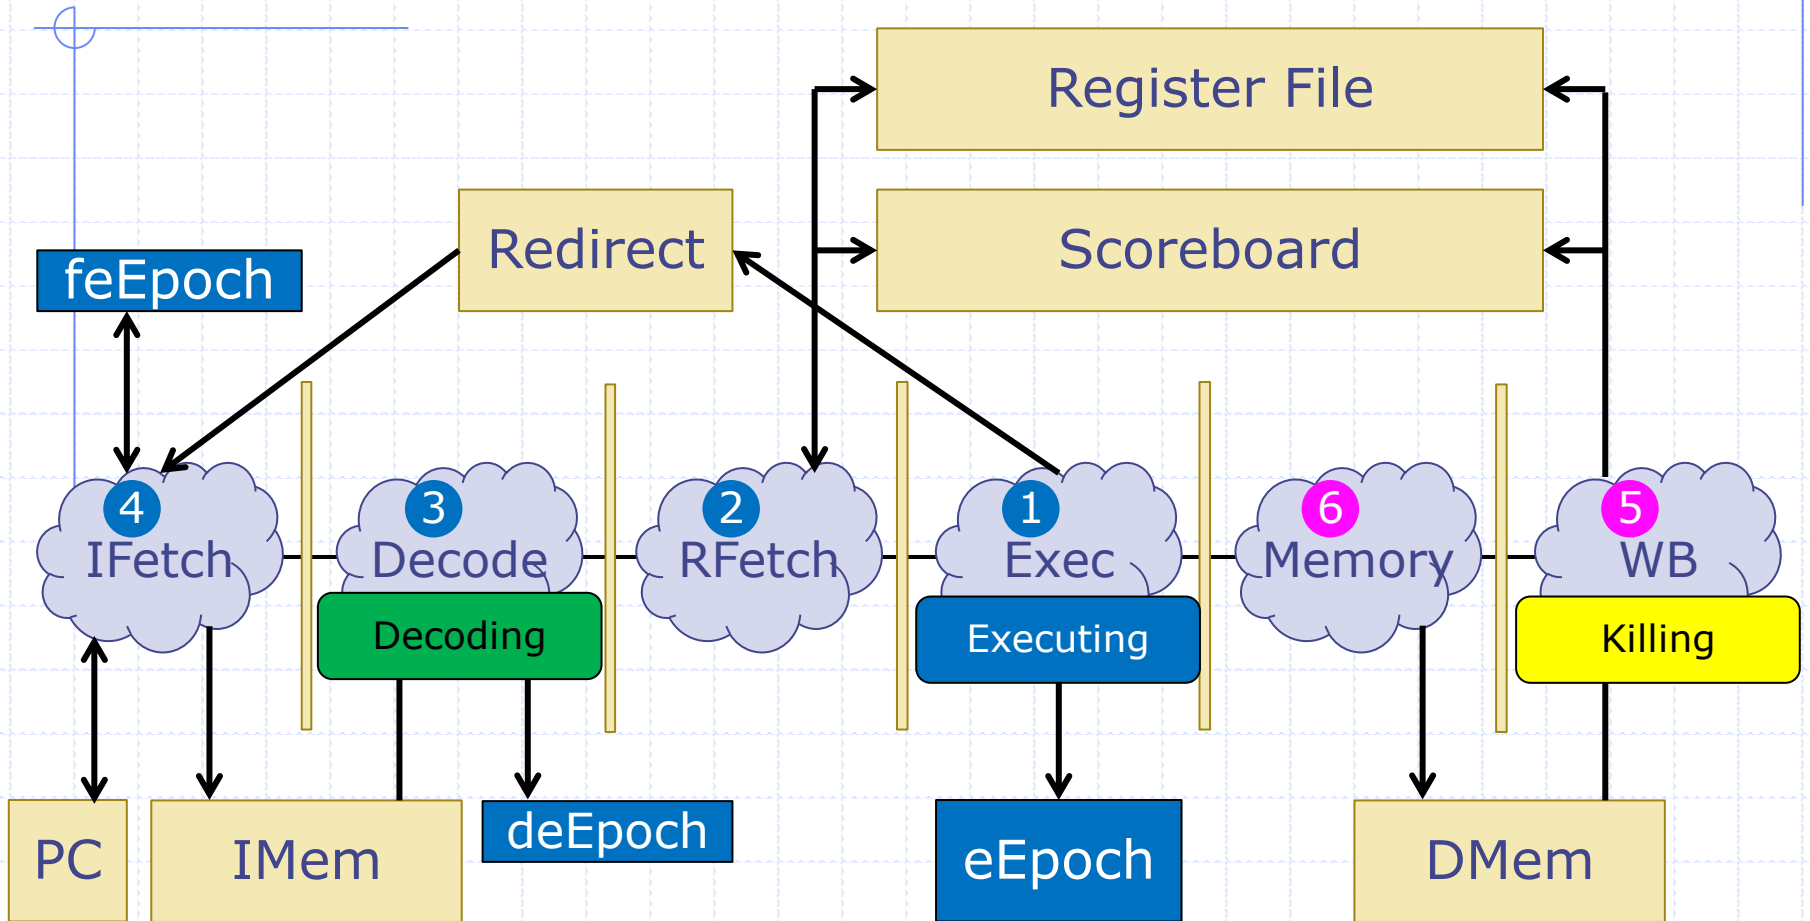 Register File
Redirect
Scoreboard
feEpoch
4
3
2
1
6
5
IFetch
Decode
RFetch
Exec
Memory
WB
Decoding
Executing
Killing
PC
IMem
deEpoch
eEpoch
DMem